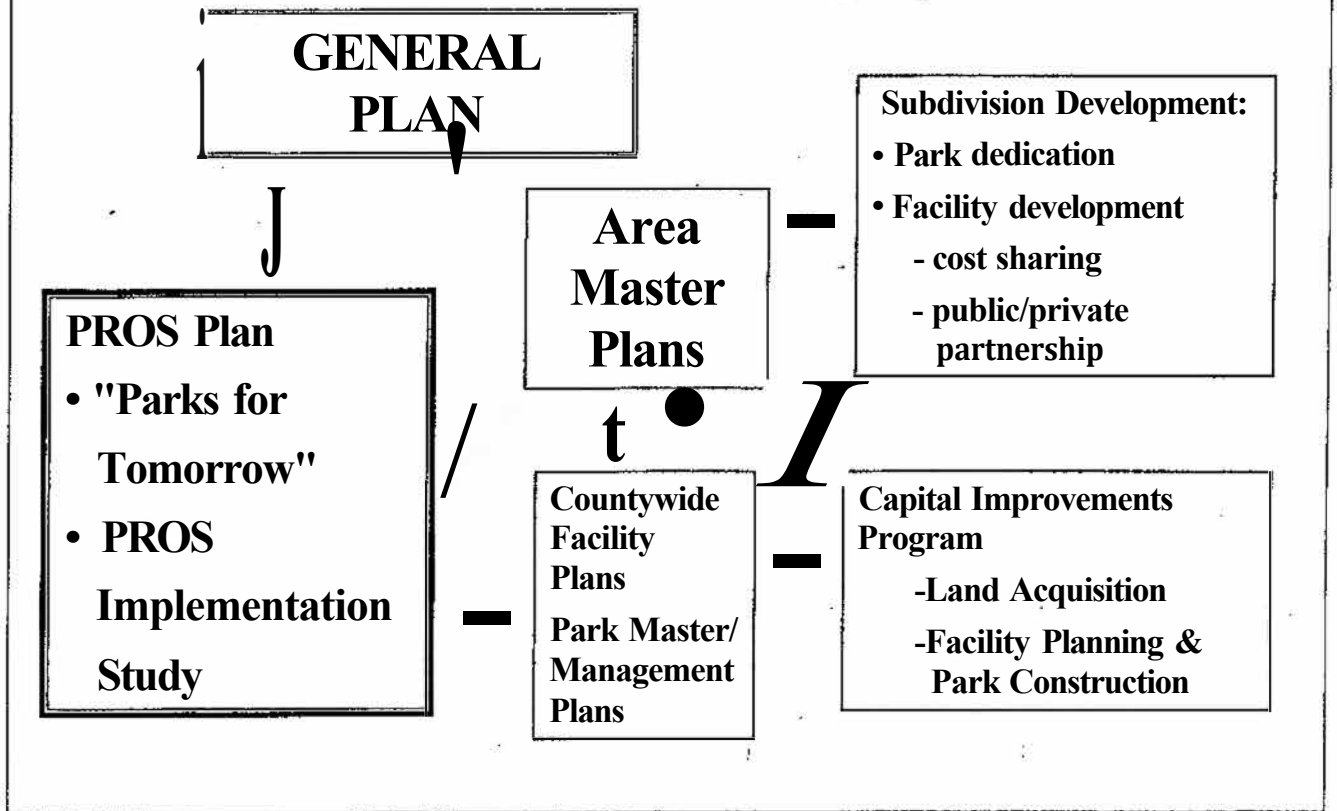 GENERAL
PLAN
Subdivision Development:
• Park dedication
• Facility development
- cost sharing
- public/private
partnership
Area
Master
Plans
PROS Plan
• "Parks for
Tomorrow"
• PROS
Implementation
Study
Countywide
Facility
Plans
Park Master/
Management
Plans
Capital Improvements
Program
-Land Acquisition
-Facility Planning &
Park Construction